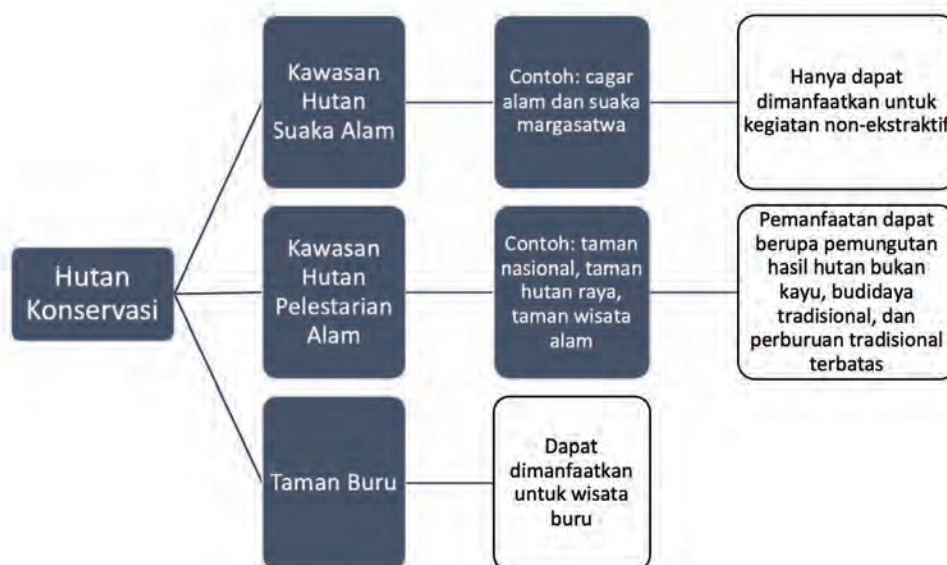 Hutan
Konservasi
Kawasan
Hutan
Suaka Alam
Contoh: cagar
alam dan suaka
margasatwa
Hanya dapat
dimanfaatkan untuk
kegiatan non-ekstraktif
Kawasan
Hutan
Pelestarian
Alam
Contoh: taman
nasional, taman
hutan raya,
taman wisata
alam
Pemanfaatan dapat
berupa pemungutan
hasil hutan bukan
kayu, budidaya
tradisional, dan
perburuan tradisional
terbatas
Taman Buru
Dapat
dimanfaatkan
untuk wisata
buru